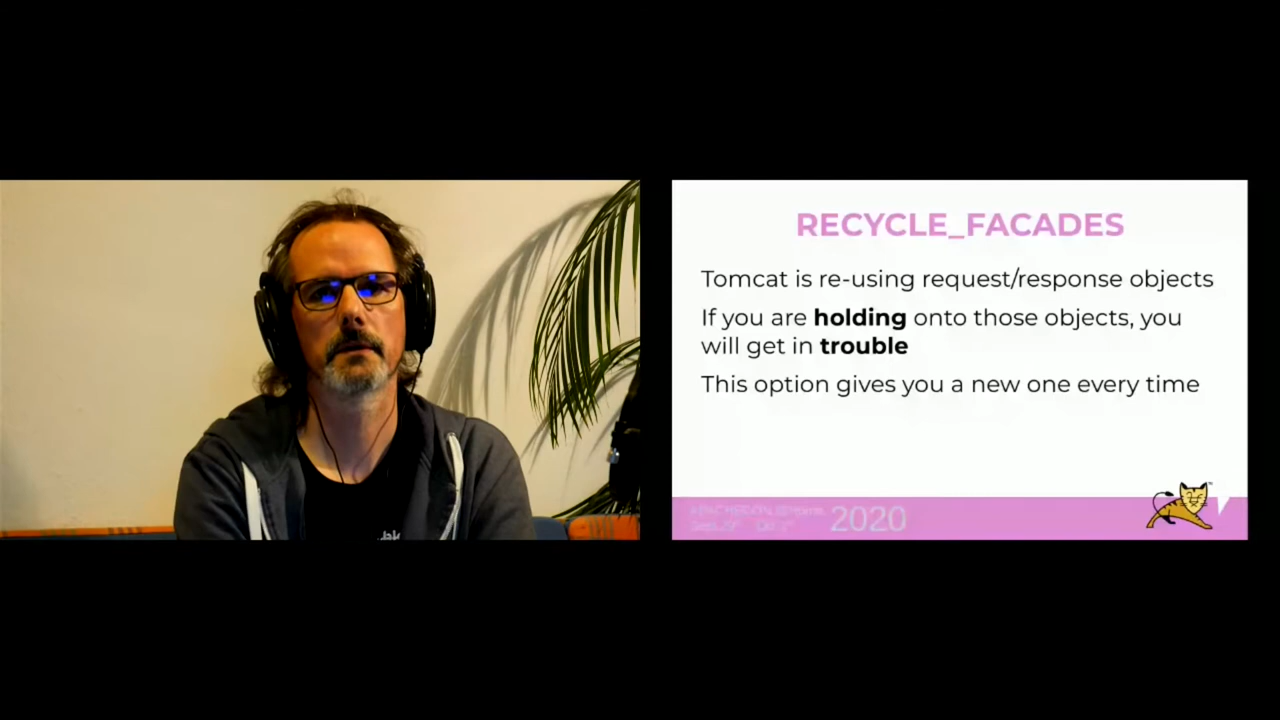 RECYCLE_FACADES
Tomcat is re-using request/response objects
If you are holding onto those objects, you
will get in trouble
This option gives you a new one every time
2020